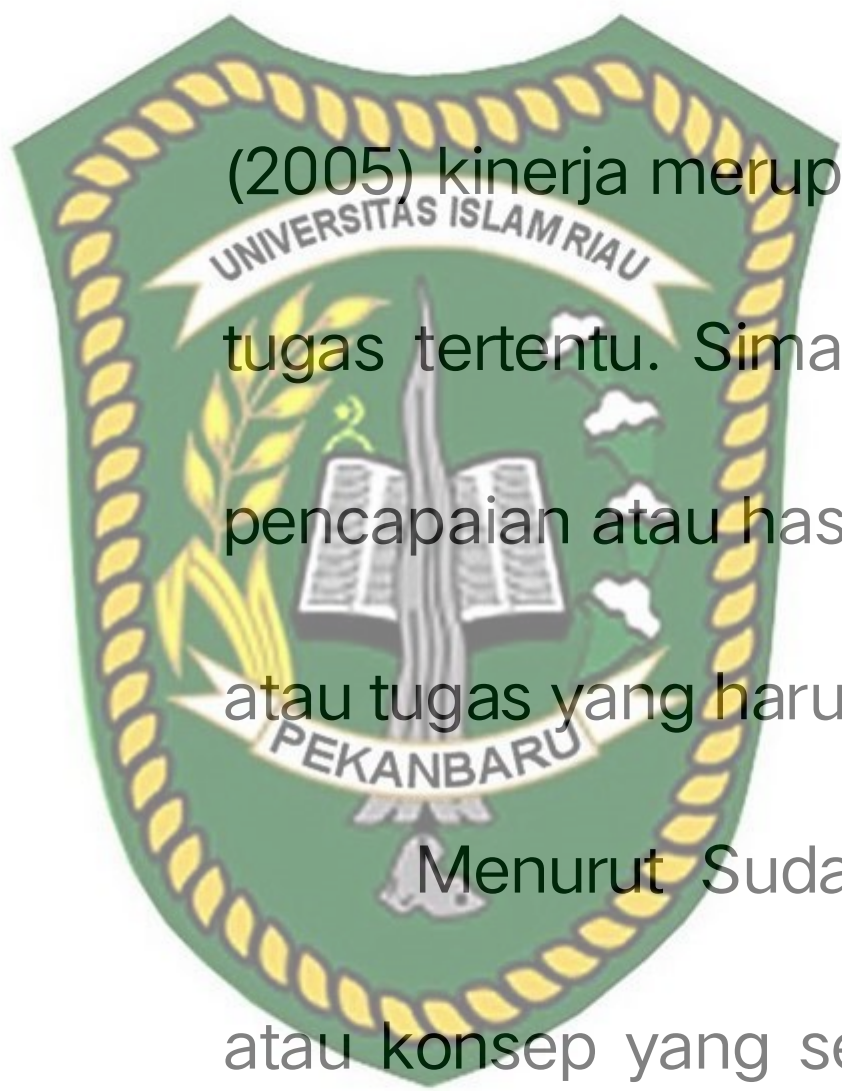 (2005) kinerja merup
UNIVERSITAS ISLAM RIAU
tugas tertentu. Sima
pencapaian atau has
atau tugas yang haru
PEKANBARU
Menurut Suda
atau konsep yang se